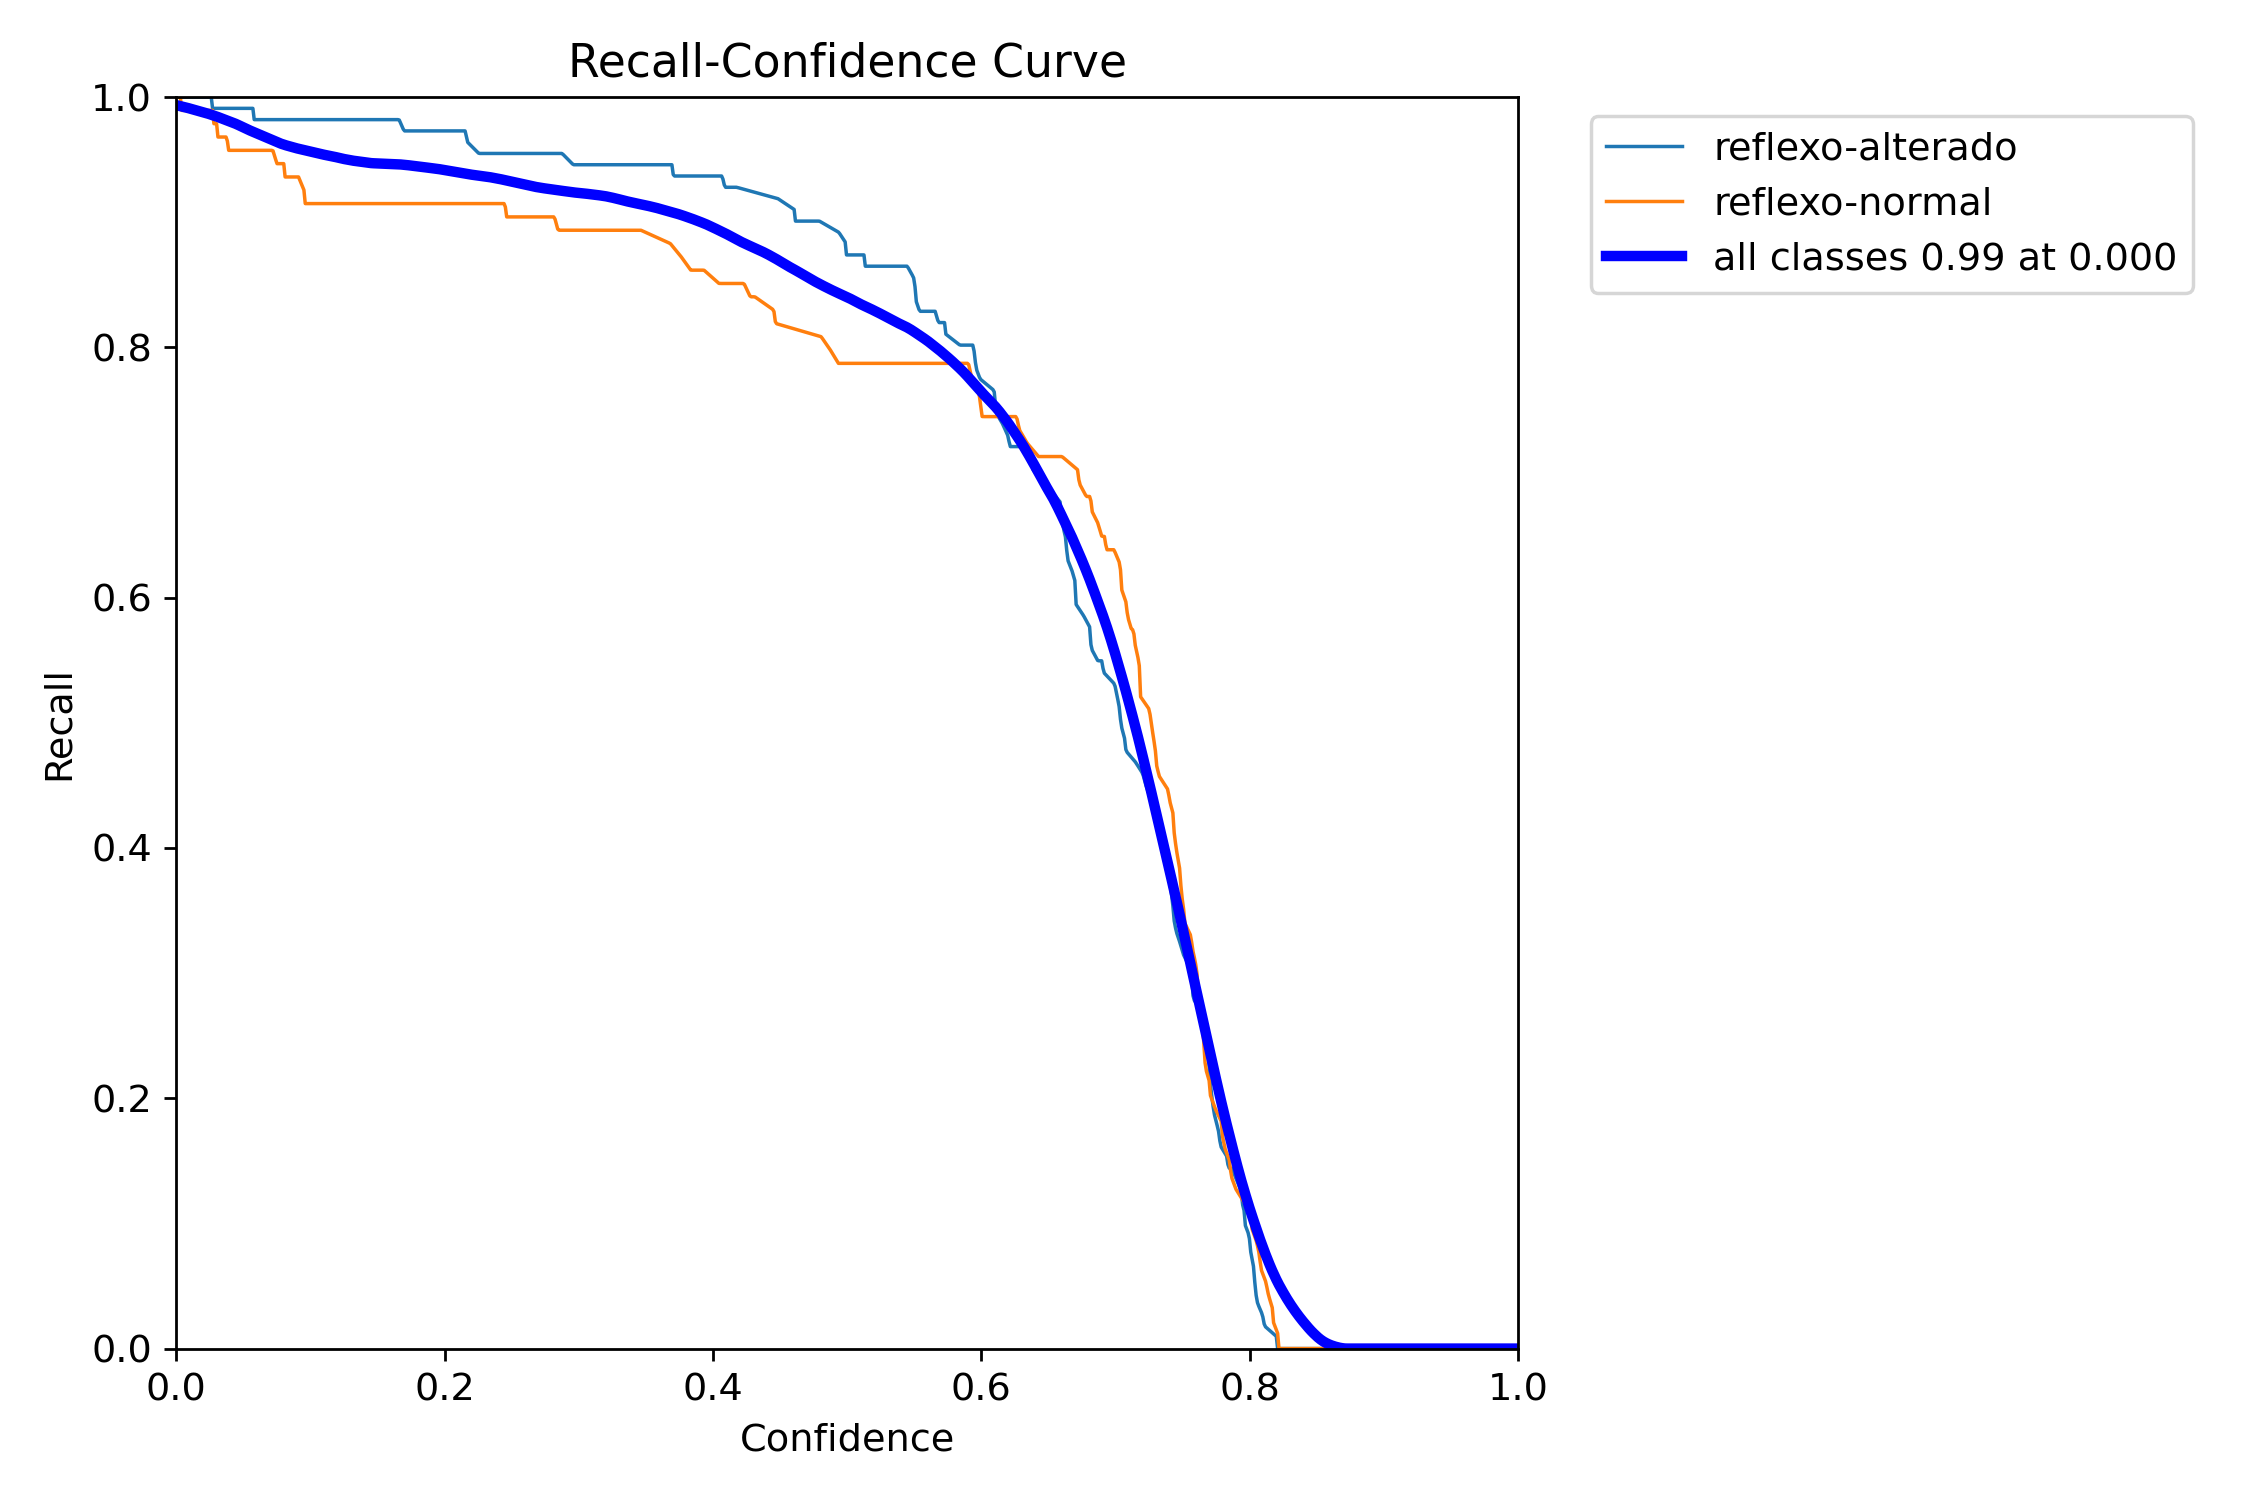 Recall-Confidence Curve
1.0
0.8
0.6
0.4
0.2
0.0
Recall
0.0 0.2 0.4 0.6 0.8 1.0
Confidence
reflexo-alterado
reflexo-normal
all classes 0.99 at 0.000